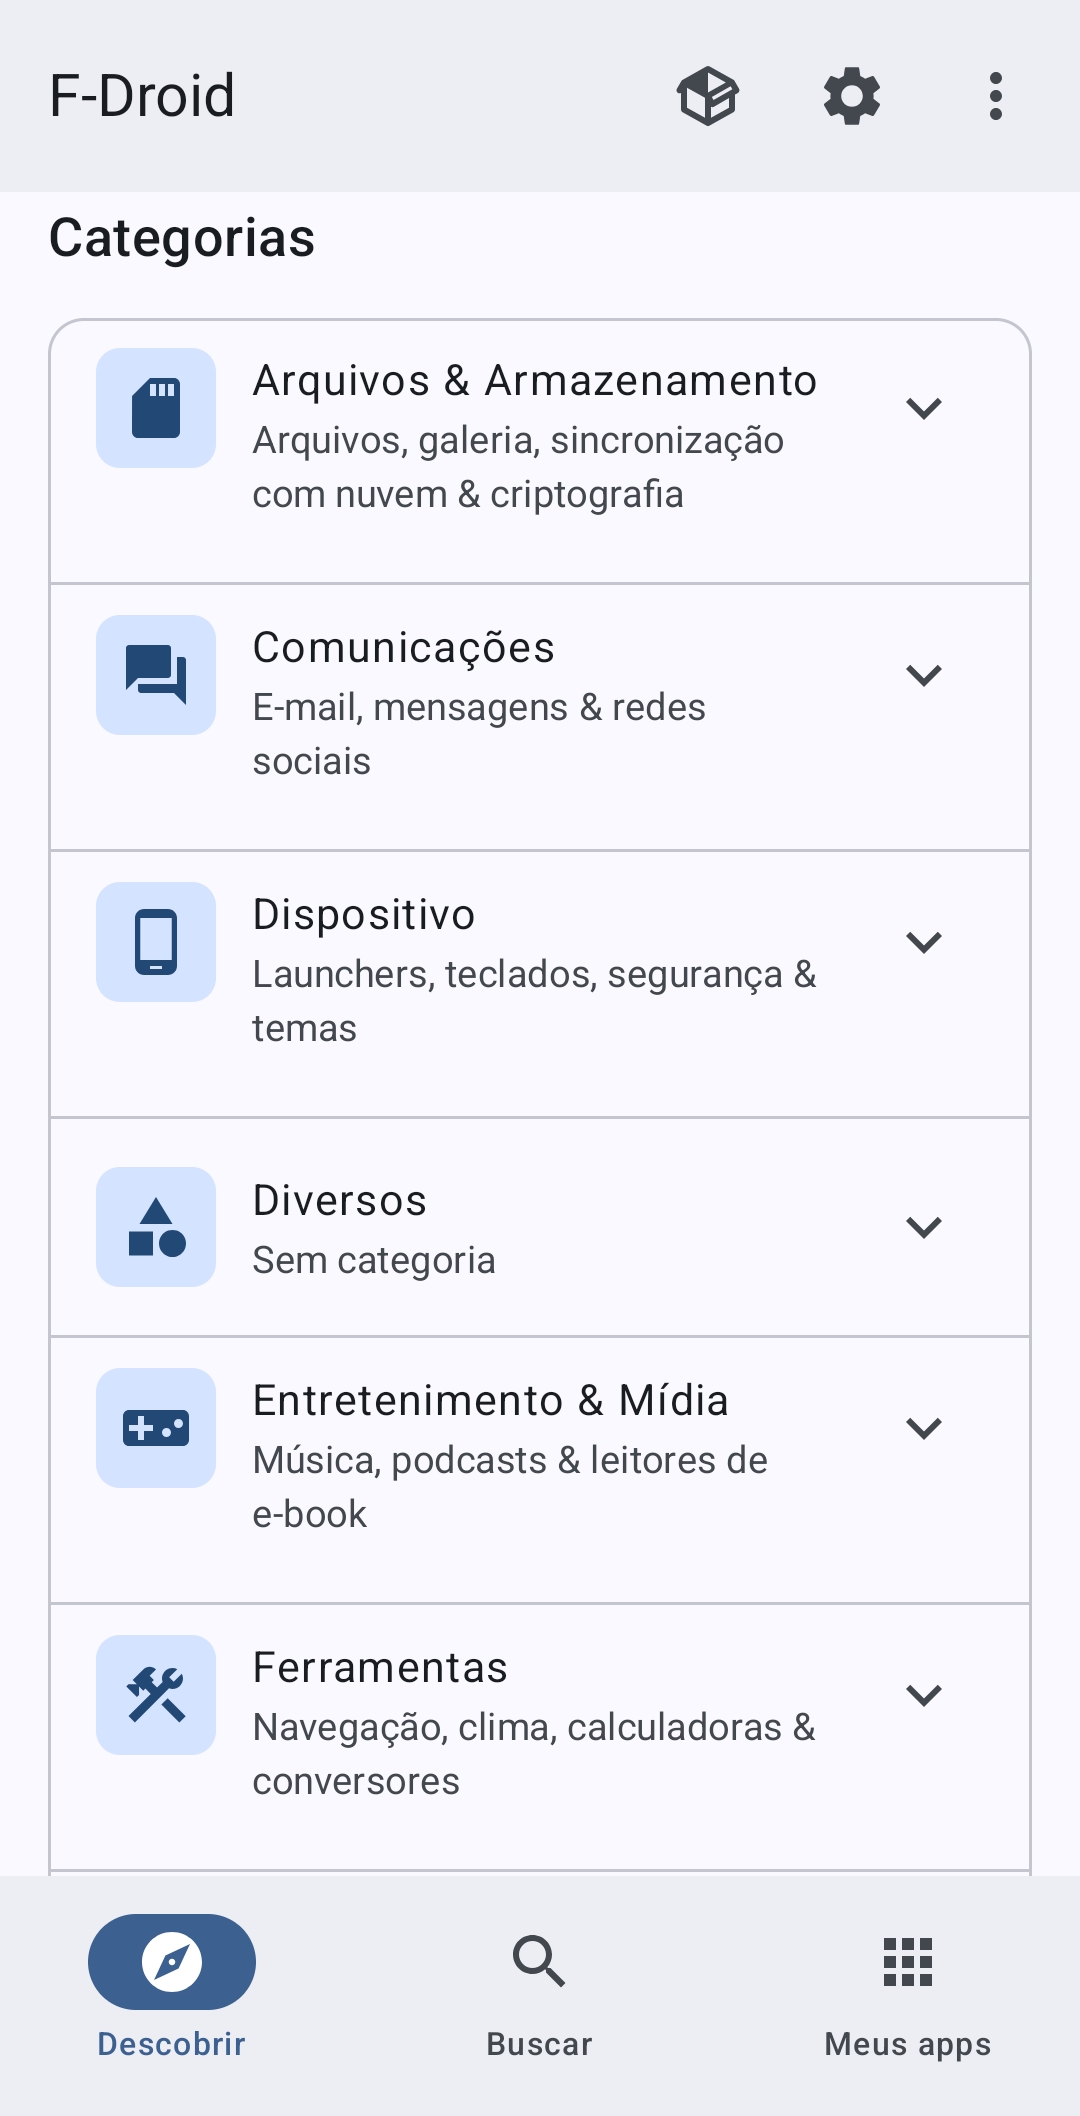 F-Droid
Categorias
Arquivos & Armazenamento
Arquivos, galeria, sincronização
com nuvem & criptografia
Comunicações
E-mail, mensagens & redes
sociais
Dispositivo
Launchers, teclados, segurança &
temas
Diversos
Sem categoria
Entretenimento & Mídia
Música, podcasts & leitores de
e-book
Ferramentas
Navegação, clima, calculadoras &
conversores
Descobrir
Buscar
Meus apps